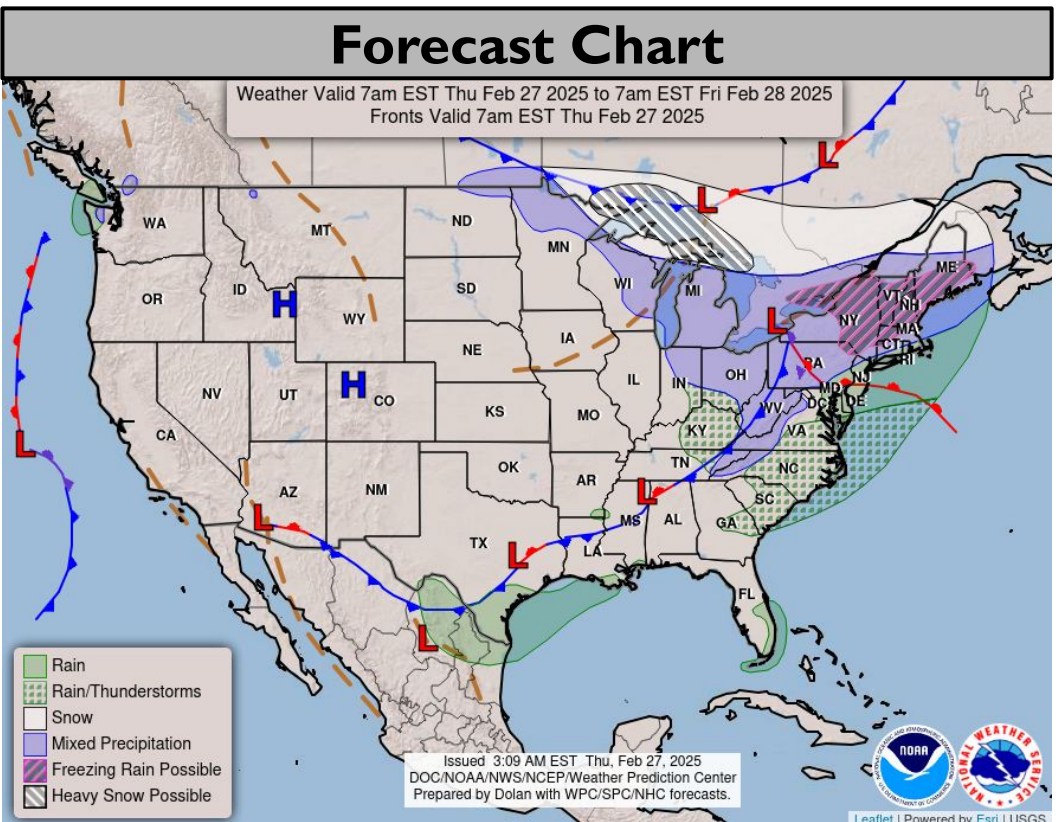 Forecast Chart
Weather Valid 7am EST Thu Feb 27 2025 to 7am EST Fri Feb 28 2025
Fronts Valid 7am EST Thu Feb 27 2025
L
L
WA
MT
ND
MN
ME
OR
ID
H
WY
SD
WI
MI
L
NY
VT
NH
MA
CT
RI
NV
UT
H
CO
NE
IA
IL
IN
OH
PA
NJ
MD
DE
DC
WV
VA
CA
L
KS
MO
KY
AZ
NM
OK
AR
TN
NC
SC
L
L
TX
L
LA
MS
AL
GA
L
FL
Rain
Rain/Thunderstorms
Snow
Mixed Precipitation
Freezing Rain Possible
Heavy Snow Possible
Issued 3:09 AM EST Thu, Feb 27, 2025
DOC/NOAA/NWS/NCEP/Weather Prediction Center
Prepared by Dolan with WPC/SPC/NHC forecasts.
NOAA
NATIONAL WEATHER SERVICE
Leaflet | Powered by Esri | USGS